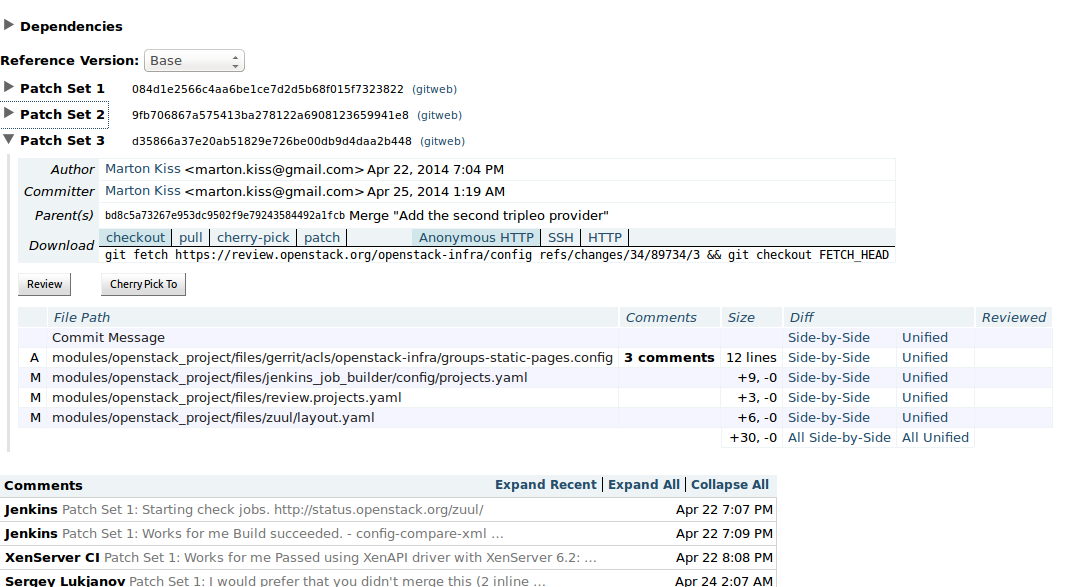 Dependencies
Reference Version: Base
Patch Set 1 084d1e2566c4aa6be1ce7d2d5b68f015f7323822 (gitweb)
Patch Set 2 9fb706867a575413ba278122a6908123659941e8 (gitweb)
Patch Set 3 d35866a37e20ab51829e726be00db9d4daa2b448 (gitweb)
Author Marton Kiss <marton.kiss@gmail.com> Apr 22, 2014 7:04 PM
Committer Marton Kiss <marton.kiss@gmail.com> Apr 25, 2014 1:19 AM
Parent(s) bd8c5a73267e953dc9502f9e79243584492a1fcb Merge "Add the second tripleo provider"
Download checkout pull cherry-pick patch Anonymous HTTP SSH HTTP
git fetch https://review.openstack.org/openstack-infra/config refs/changes/34/89734/3 && git checkout FETCH_HEAD
Review Cherry Pick To
File Path Comments Size Diff Reviewed
Commit Message Side-by-Side Unified
A modules/openstack_project/files/gerrit/acls/openstack-infra/groups-static-pages.config 3 comments 12 lines Side-by-Side Unified
M modules/openstack_project/files/jenkins_job_builder/config/projects.yaml +9, -0 Side-by-Side Unified
M modules/openstack_project/files/review.projects.yaml +3, -0 Side-by-Side Unified
M modules/openstack_project/files/zuul/layout.yaml +6, -0 Side-by-Side Unified
+30, -0 All Side-by-Side All Unified
Comments Expand Recent Expand All Collapse All
Jenkins Patch Set 1: Starting check jobs. http://status.openstack.org/zuul/ Apr 22 7:07 PM
Jenkins Patch Set 1: Works for me Build succeeded. - config-compare-xml ... Apr 22 7:09 PM
XenServer CI Patch Set 1: Works for me Passed using XenAPI driver with XenServer 6.2: ... Apr 22 8:08 PM
Sergey Lukjanov Patch Set 1: I would prefer that you didn't merge this (2 inline ... Apr 24 2:07 AM